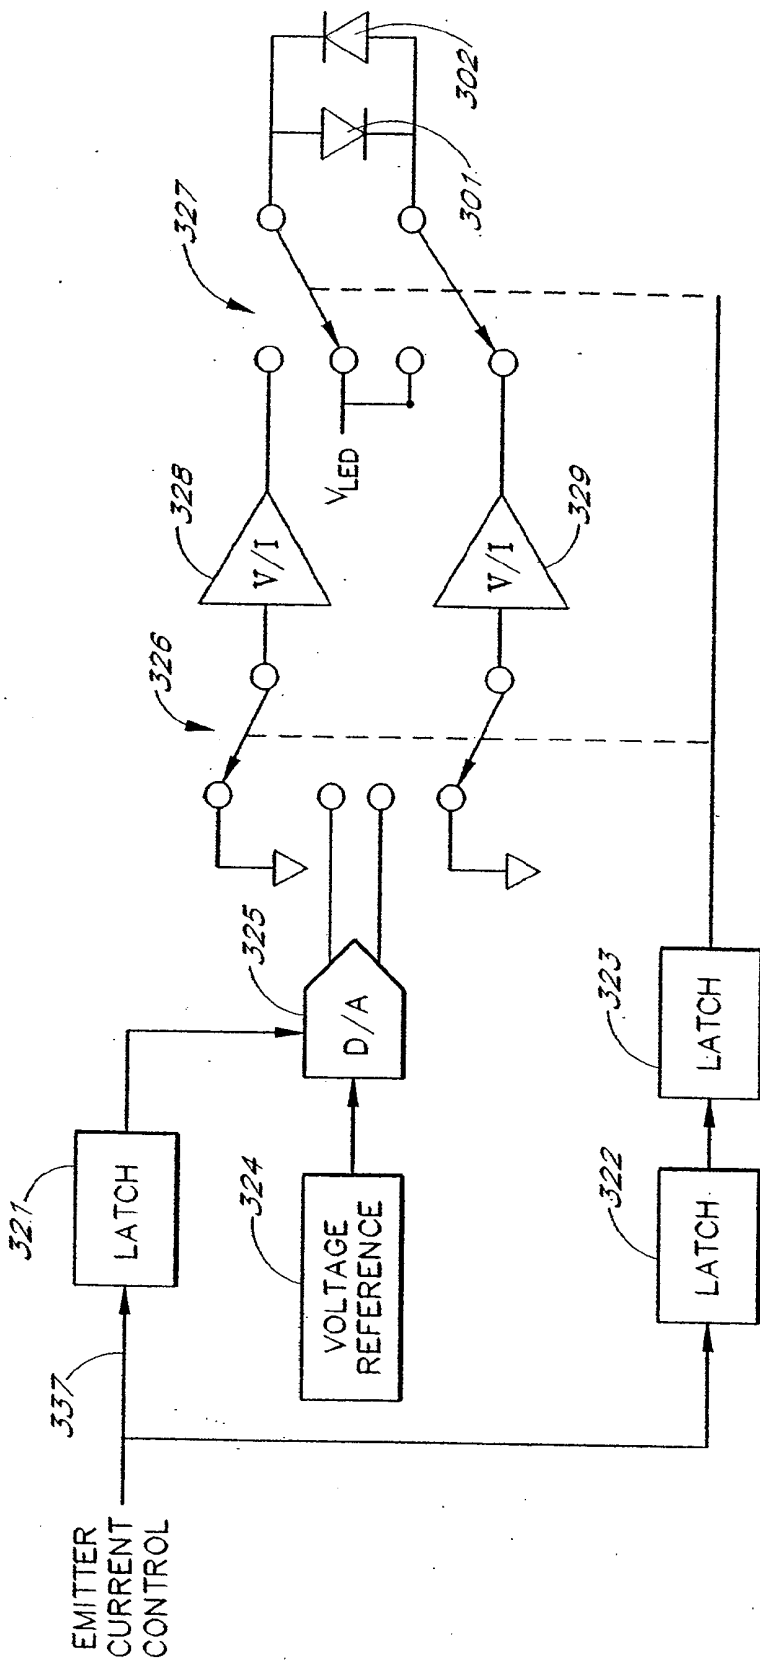 EMITTER
CURRENT
CONTROL
337
321
LATCH
324
VOLTAGE
REFERENCE
325
D/A
322
LATCH
323
LATCH
326
328
V/I
329
V/I
327
VLED
301
302